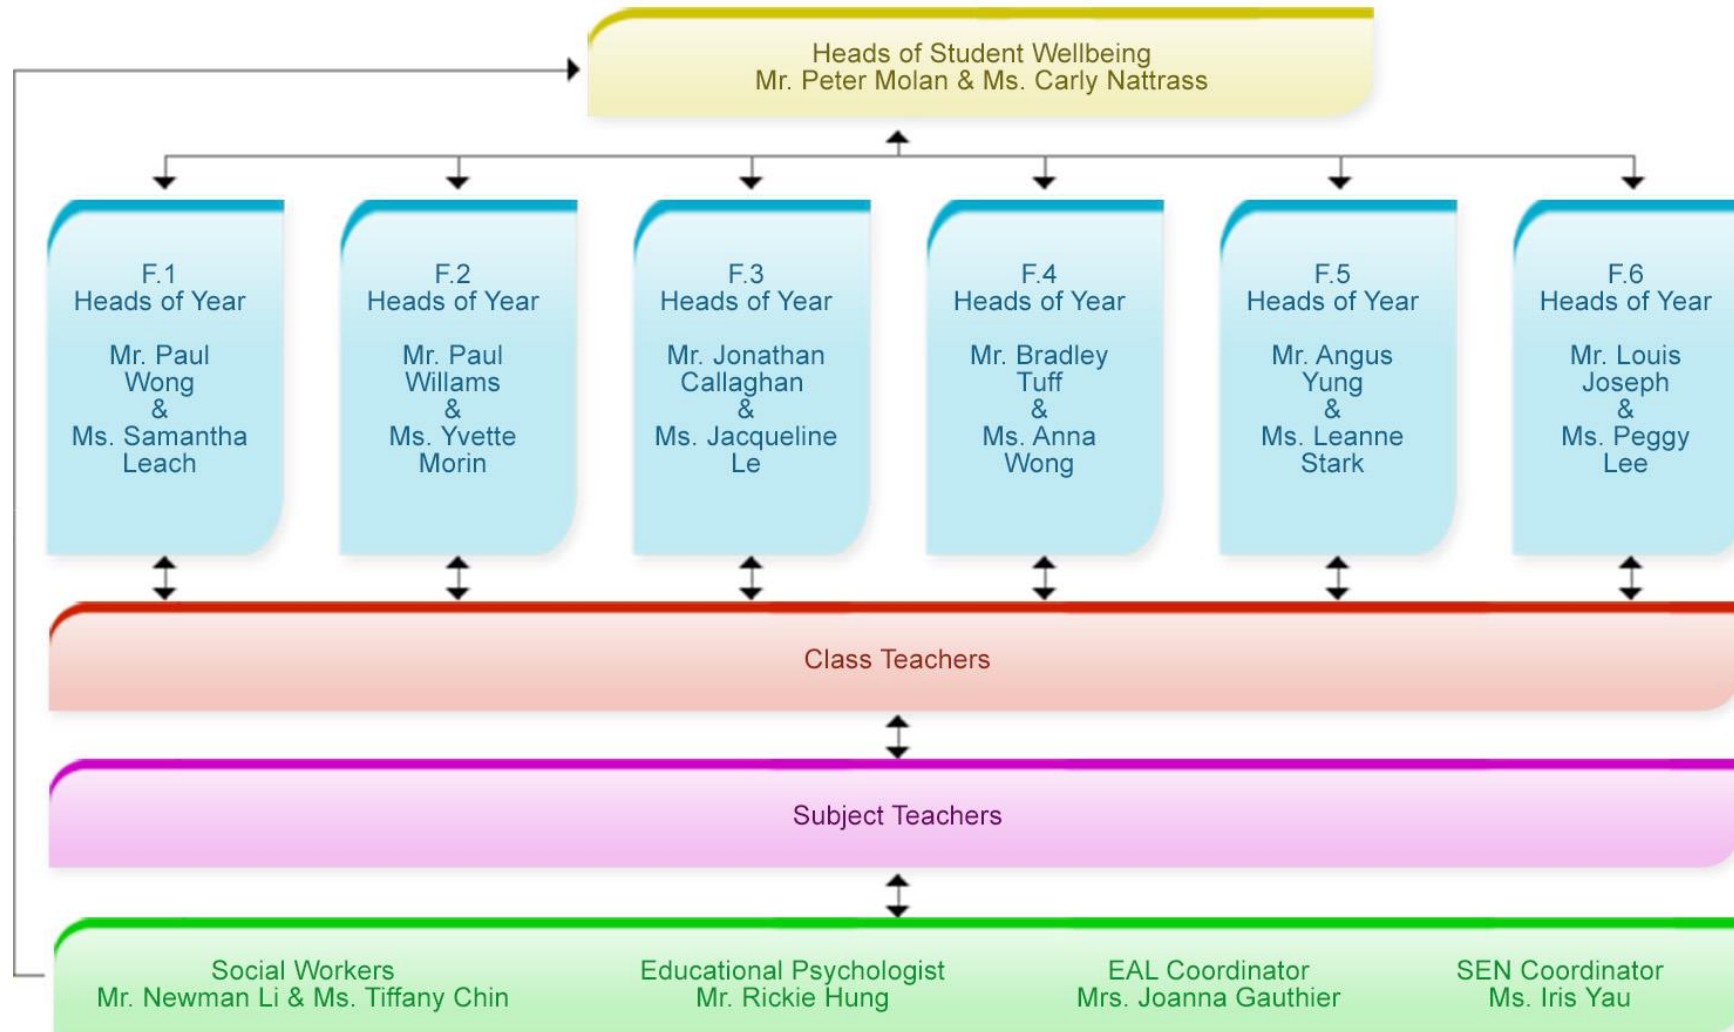 Heads of Student Wellbeing
Mr. Peter Molan & Ms. Carly Nattrass
F.1
Heads of Year
Mr. Paul
Wong
&
Ms. Samantha
Leach
F.2
Heads of Year
Mr. Paul
Willams
&
Ms. Yvette
Morin
F.3
Heads of Year
Mr. Jonathan
Callaghan
&
Ms. Jacqueline
Le
F.4
Heads of Year
Mr. Bradley
Tuff
&
Ms. Anna
Wong
F.5
Heads of Year
Mr. Angus
Yung
&
Ms. Leanne
Stark
F.6
Heads of Year
Mr. Louis
Joseph
&
Ms. Peggy
Lee
Class Teachers
Subject Teachers
Social Workers
Mr. Newman Li & Ms. Tiffany Chin
Educational Psychologist
Mr. Rickie Hung
EAL Coordinator
Mrs. Joanna Gauthier
SEN Coordinator
Ms. Iris Yau